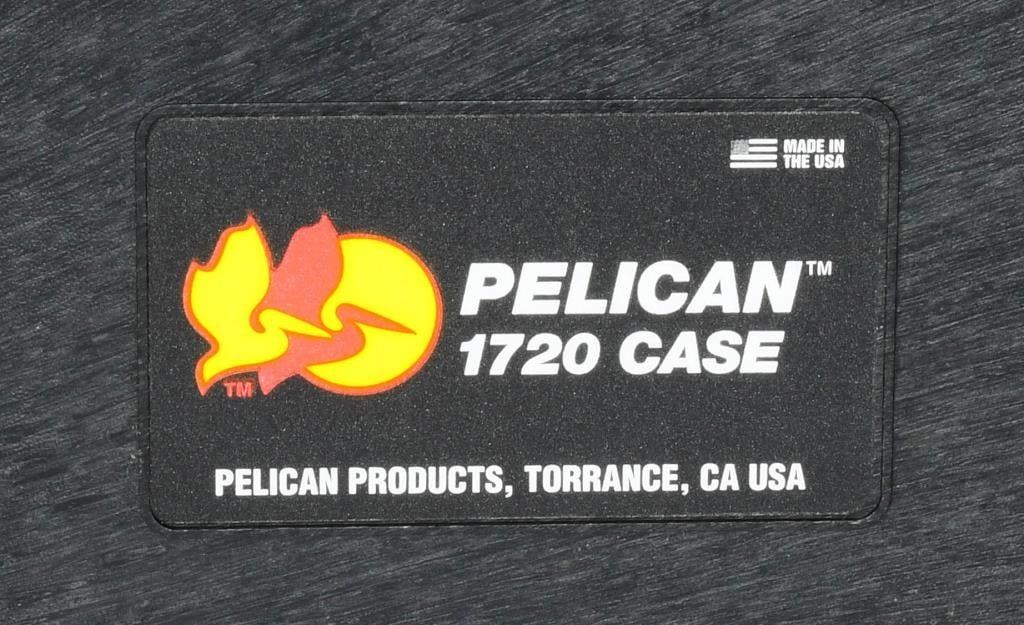 MADE IN
THE USA
PELICAN™
1720 CASE
TM
PELICAN PRODUCTS, TORRANCE, CA USA